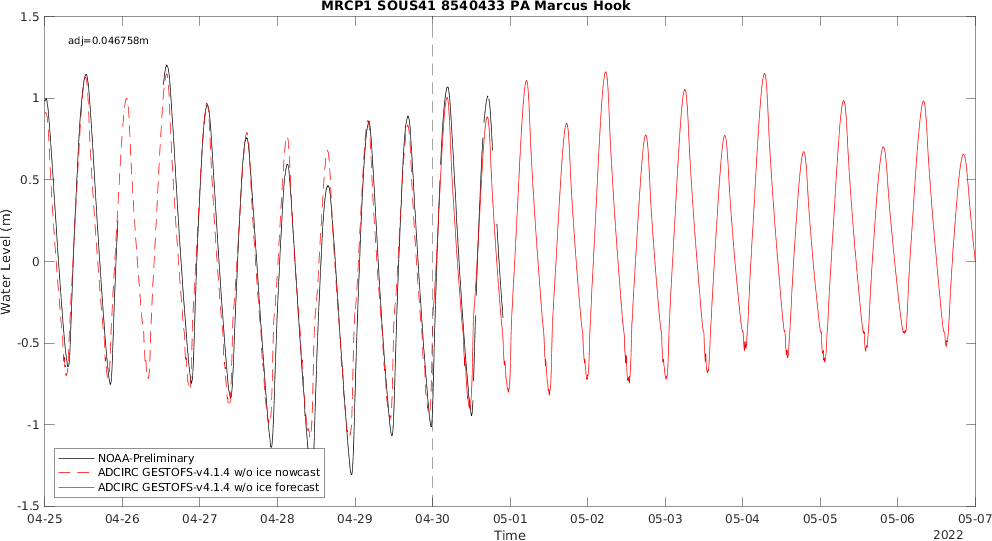 MRCP1 SOUS41 8540433 PA Marcus Hook
adj=0.046758m
1.5
1
0.5
0
-0.5
-1
-1.5
Water Level (m)
NOAA-Preliminary
ADCIRC GESTOFS-v4.1.4 w/o ice nowcast
ADCIRC GESTOFS-v4.1.4 w/o ice forecast
04-25 04-26 04-27 04-28 04-29 04-30 05-01 05-02 05-03 05-04 05-05 05-06 05-07
Time
2022